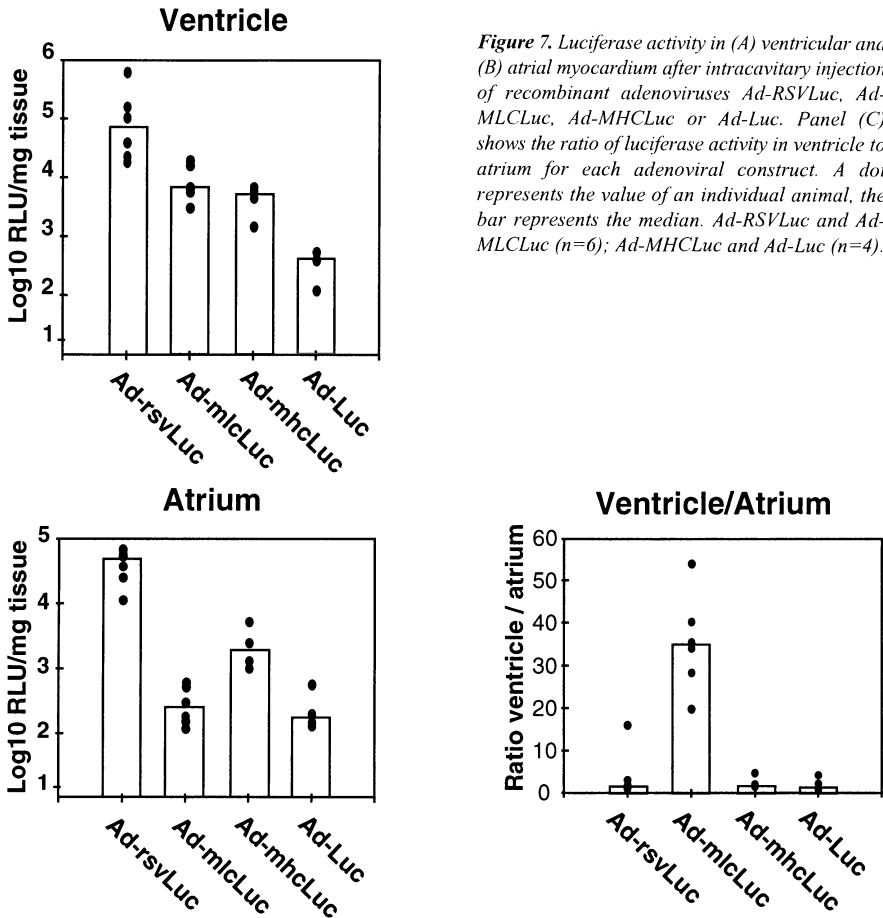 Ventricle
Log10 RLU/mg tissue
6
5
4
3
2
1
Ad-rsvLuc
Ad-mlcLuc
Ad-mhcLuc
Ad-Luc
Figure 7. Luciferase activity in (A) ventricular and
(B) atrial myocardium after intracavitary injection
of recombinant adenoviruses Ad-RSVLuc, Ad-
MLCLuc, Ad-MHCLuc or Ad-Luc. Panel (C)
shows the ratio of luciferase activity in ventricle to
atrium for each adenoviral construct. A dot
represents the value of an individual animal, the
bar represents the median. Ad-RSVLuc and Ad-
MLCLuc (n=6); Ad-MHCLuc and Ad-Luc (n=4).
Atrium
Log10 RLU/mg tissue
5
4
3
2
1
Ad-rsvLuc
Ad-mlcLuc
Ad-mhcLuc
Ad-Luc
Ventricle/Atrium
Ratio ventricle / atrium
60
50
40
30
20
10
0
Ad-rsvLuc
Ad-mlcLuc
Ad-mhcLuc
Ad-Luc